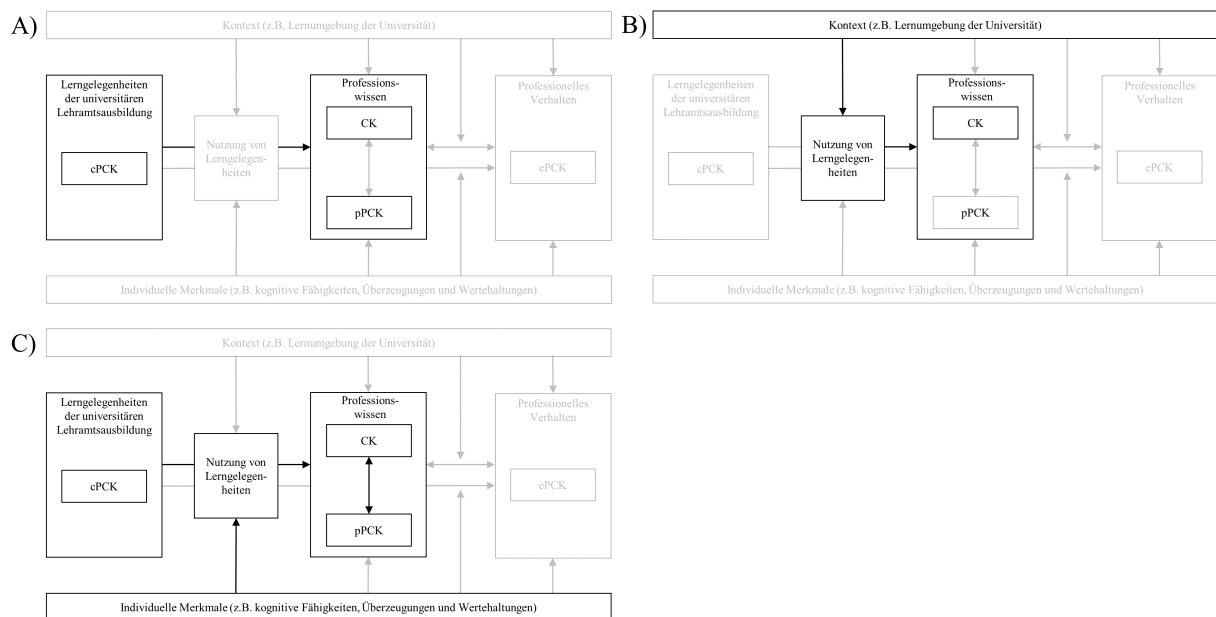 A)
Kontext (z.B. Lernumgebung der Universität)
Lerngelegenheiten
der universitären
Lehramtsausbildung
cPCK
Nutzung von
Lerngelegen-
heiten
Professions-
wissen
CK
pPCK
Professionelles
Verhalten
ePCK
Individuelle Merkmale (z.B. kognitive Fähigkeiten, Überzeugungen und Wertehaltungen)
B)
Kontext (z.B. Lernumgebung der Universität)
Lerngelegenheiten
der universitären
Lehramtsausbildung
cPCK
Nutzung von
Lerngelegen-
heiten
Professions-
wissen
CK
pPCK
Professionelles
Verhalten
ePCK
Individuelle Merkmale (z.B. kognitive Fähigkeiten, Überzeugungen und Wertehaltungen)
C)
Kontext (z.B. Lernumgebung der Universität)
Lerngelegenheiten
der universitären
Lehramtsausbildung
cPCK
Nutzung von
Lerngelegen-
heiten
Professions-
wissen
CK
pPCK
Professionelles
Verhalten
ePCK
Individuelle Merkmale (z.B. kognitive Fähigkeiten, Überzeugungen und Wertehaltungen)